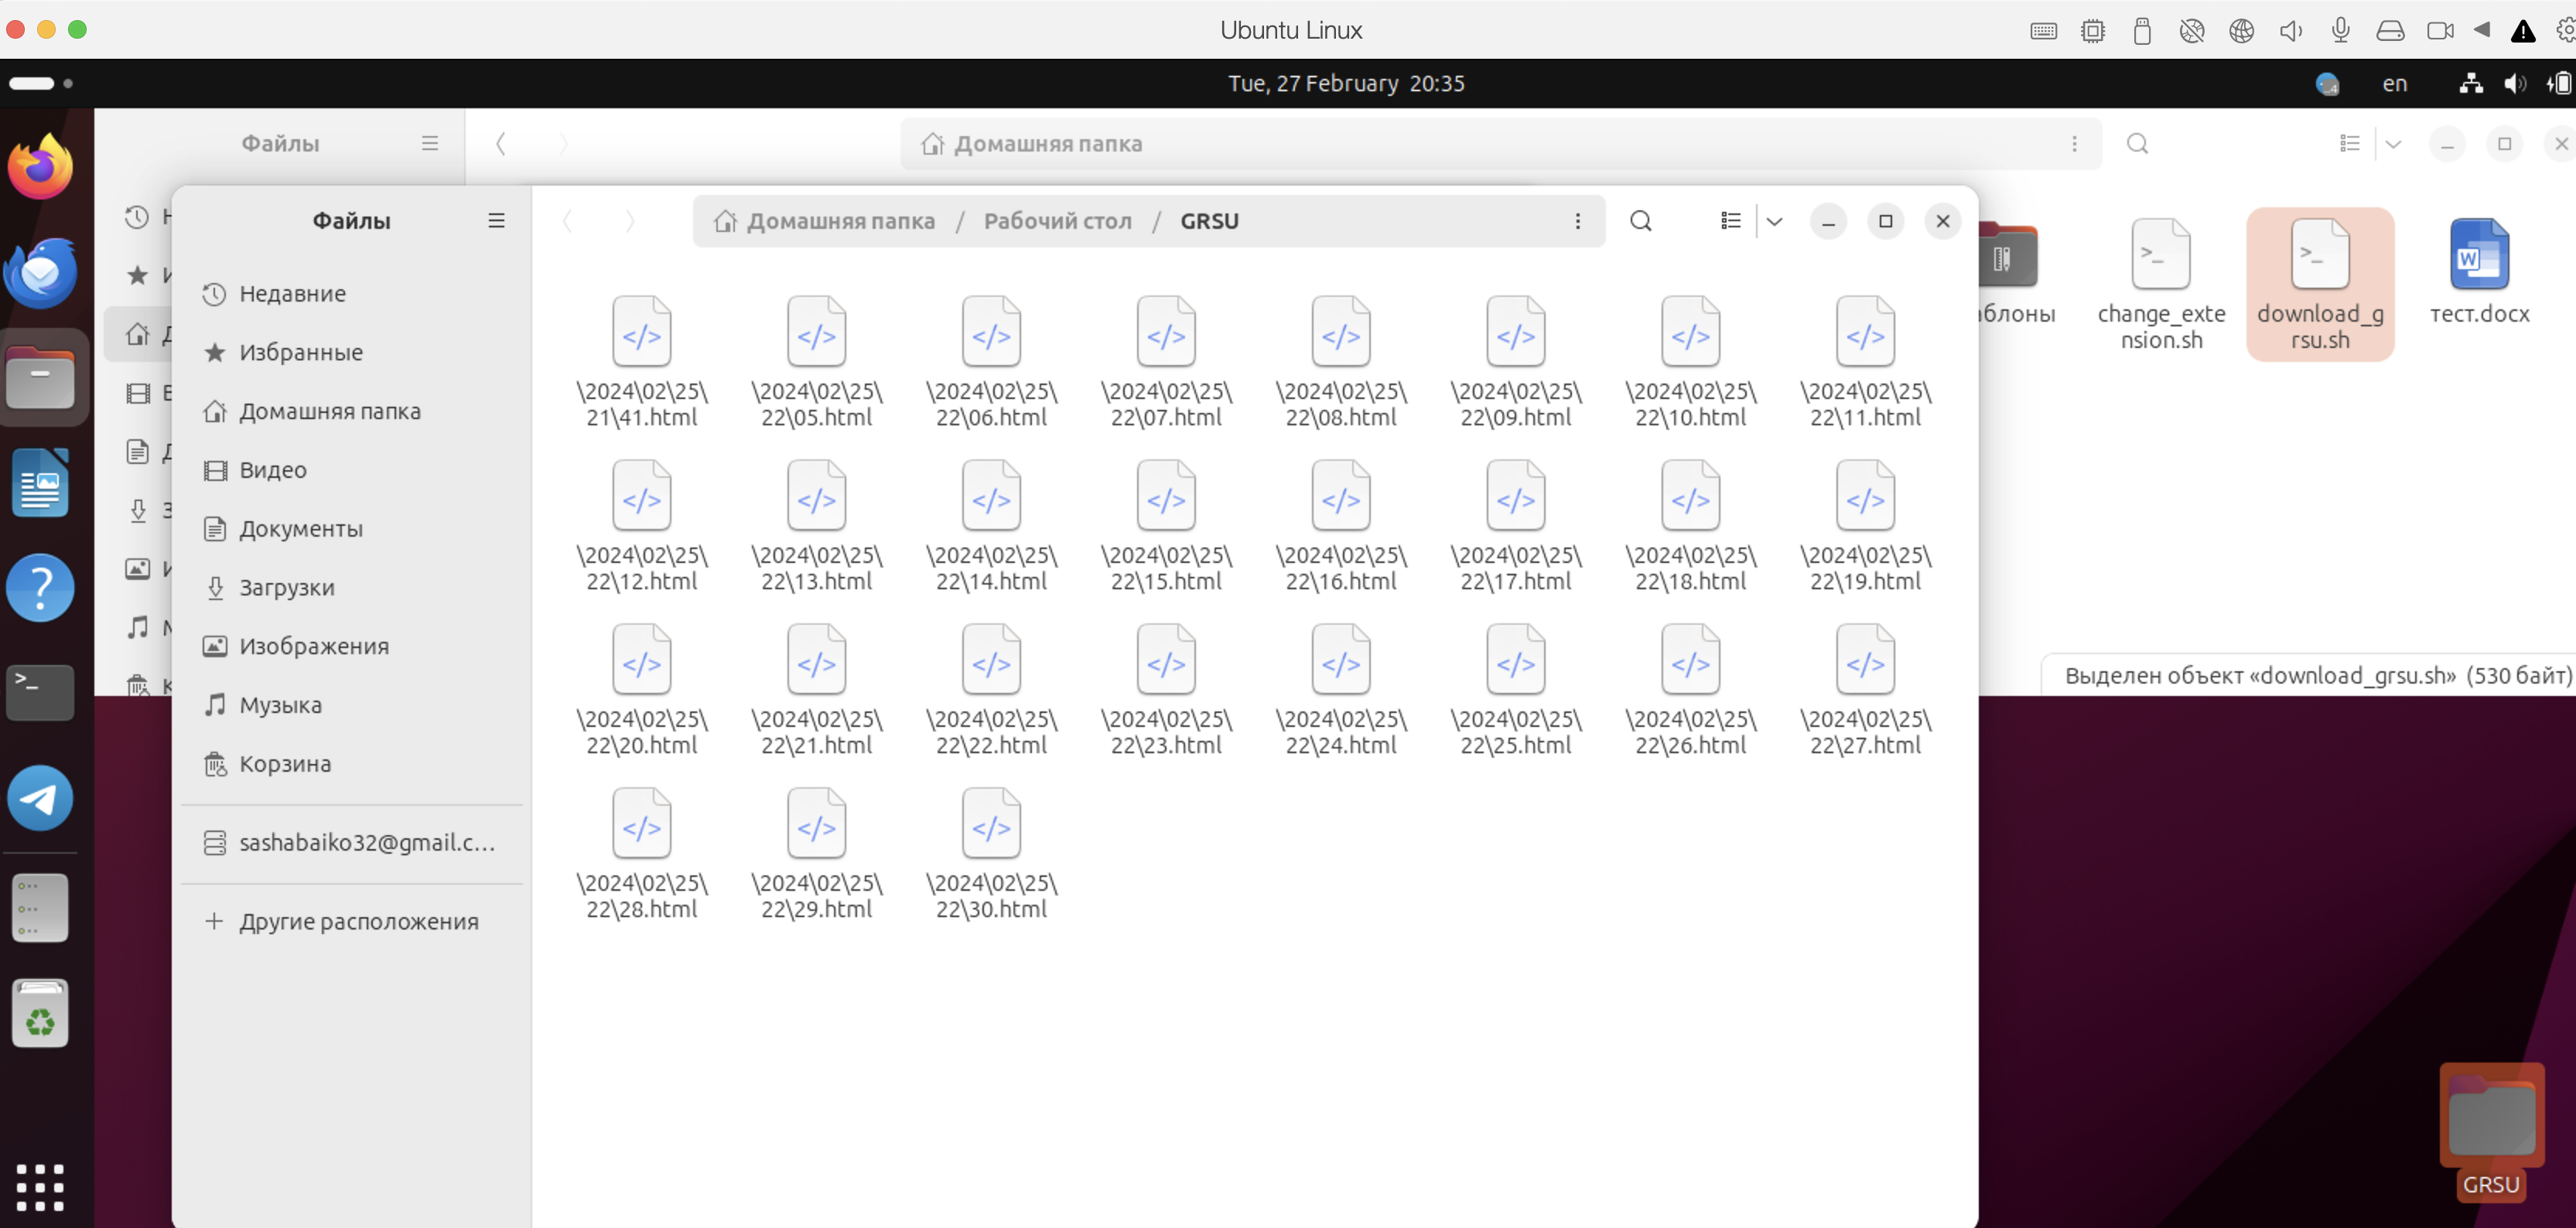 Ubuntu Linux
Tue, 27 February 20:35
en
Файлы
Домашняя папка
Файлы
Домашняя папка / Рабочий стол / GRSU
Недавние
Избранные
Домашняя папка
Видео
Документы
Загрузки
Изображения
Музыка
Корзина
sashabaiko32@gmail.c...
Другие расположения
\2024\02\25\
21\41.html
\2024\02\25\
22\05.html
\2024\02\25\
22\06.html
\2024\02\25\
22\07.html
\2024\02\25\
22\08.html
\2024\02\25\
22\09.html
\2024\02\25\
22\10.html
\2024\02\25\
22\11.html
\2024\02\25\
22\12.html
\2024\02\25\
22\13.html
\2024\02\25\
22\14.html
\2024\02\25\
22\15.html
\2024\02\25\
22\16.html
\2024\02\25\
22\17.html
\2024\02\25\
22\18.html
\2024\02\25\
22\19.html
\2024\02\25\
22\20.html
\2024\02\25\
22\21.html
\2024\02\25\
22\22.html
\2024\02\25\
22\23.html
\2024\02\25\
22\24.html
\2024\02\25\
22\25.html
\2024\02\25\
22\26.html
\2024\02\25\
22\27.html
\2024\02\25\
22\28.html
\2024\02\25\
22\29.html
\2024\02\25\
22\30.html
change_exte
nsion.sh
download_g
rsu.sh
тест.docx
Выделен объект «download_grsu.sh» (530 байт)
GRSU